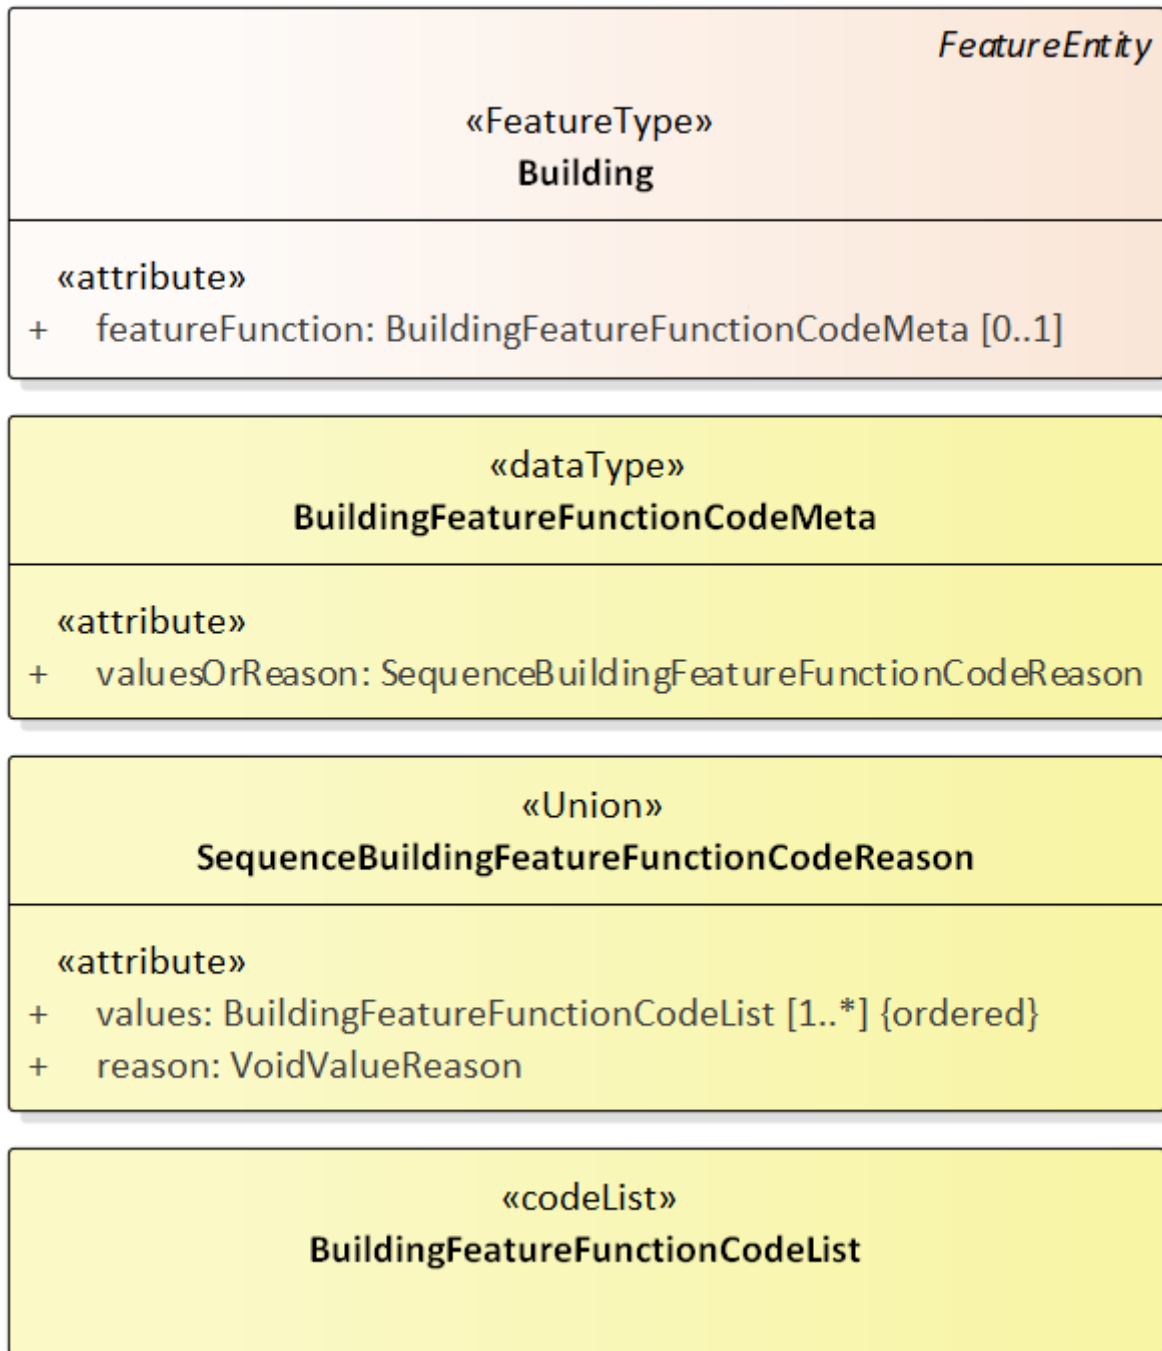 FeatureEntity
«FeatureType»
Building
«attribute»
+ featureFunction: BuildingFeatureFunctionCodeMeta [0..1]
«dataType»
BuildingFeatureFunctionCodeMeta
«attribute»
+ valuesOrReason: SequenceBuildingFeatureFunctionCodeReason
«Union»
SequenceBuildingFeatureFunctionCodeReason
«attribute»
+ values: BuildingFeatureFunctionCodeList [1..*] {ordered}
+ reason: VoidValueReason
«codeList»
BuildingFeatureFunctionCodeList